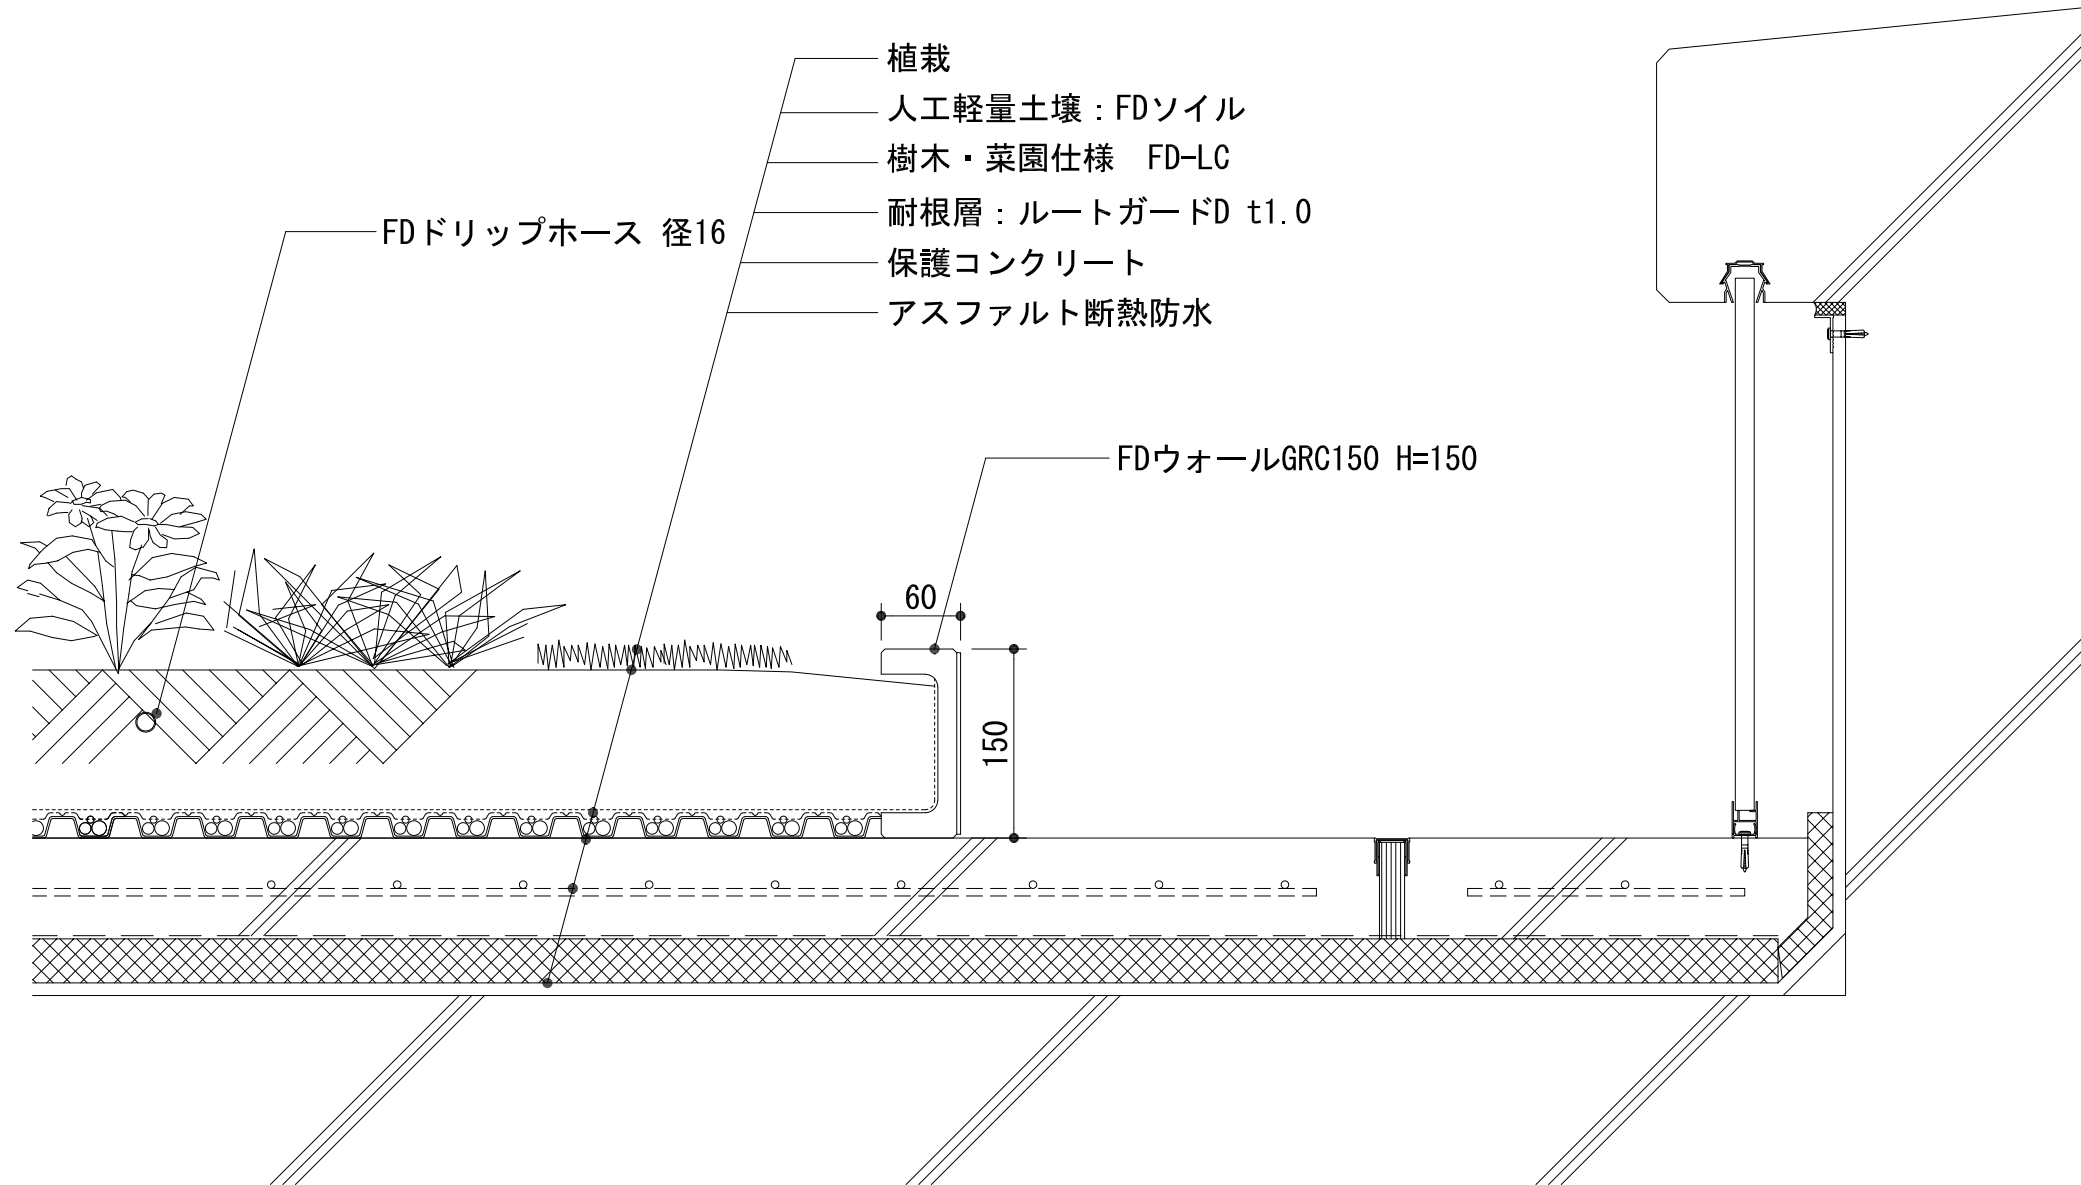 植栽
人工軽量土壌：FDソイル
樹木・菜園仕様　FD-LC
耐根層：ルートガードD t1.0
保護コンクリート
アスファルト断熱防水
FDドリップホース 径16
FDウォールGRC150 H=150
60
150